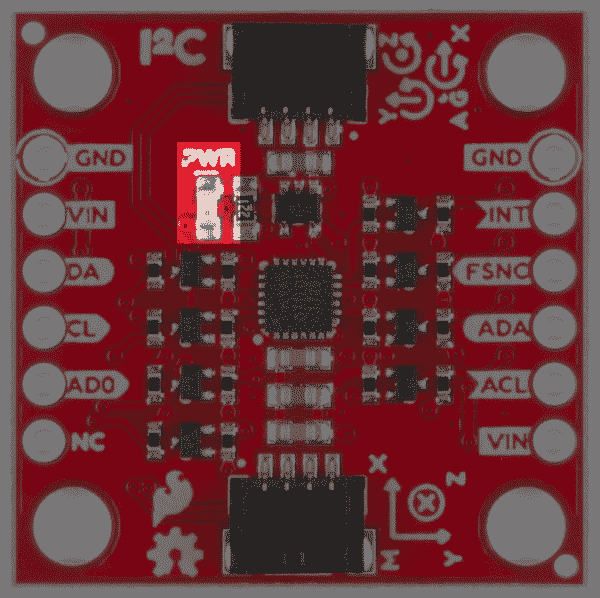 I²C
Z
X
Y
A G
PWR
GND
VIN
DA
CL
AD0
NC
GND
INT
FSNC
ADA
ACL
VIN
X
Z
M
Y